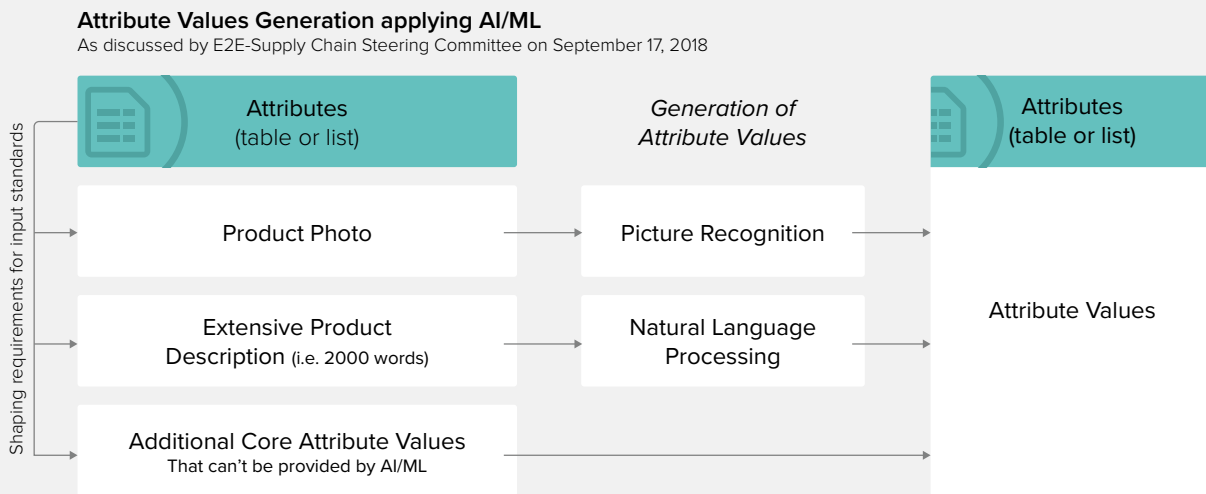 Attribute Values Generation applying AI/ML
As discussed by E2E-Supply Chain Steering Committee on September 17, 2018
Shaping requirements for input standards
Attributes
(table or list)
Generation of
Attribute Values
Attributes
(table or list)
Product Photo
Picture Recognition
Extensive Product
Description (i.e. 2000 words)
Natural Language
Processing
Attribute Values
Additional Core Attribute Values
That can't be provided by AI/ML